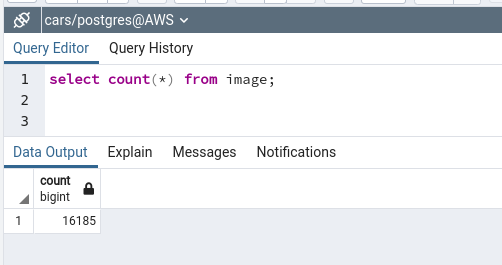 cars/postgres@AWS
Query Editor Query History
1 select count(*) from image;
2
3
Data Output Explain Messages Notifications
count
bigint
1 16185